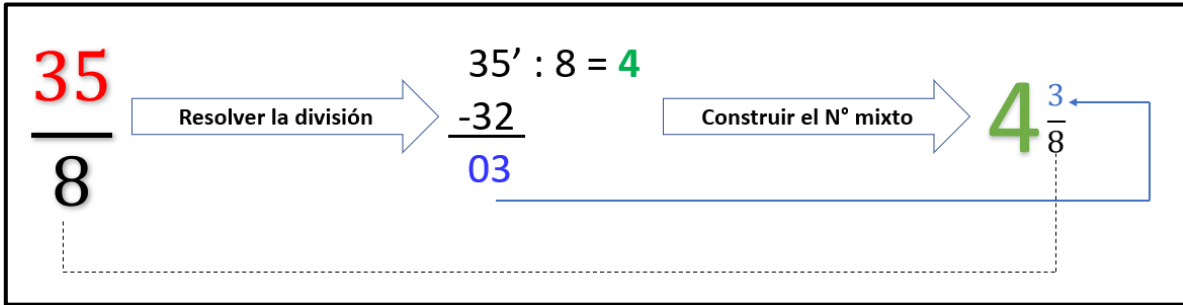 35
8
Resolver la división
35’ : 8 = 4
-32
03
Construir el N° mixto
4 3
8